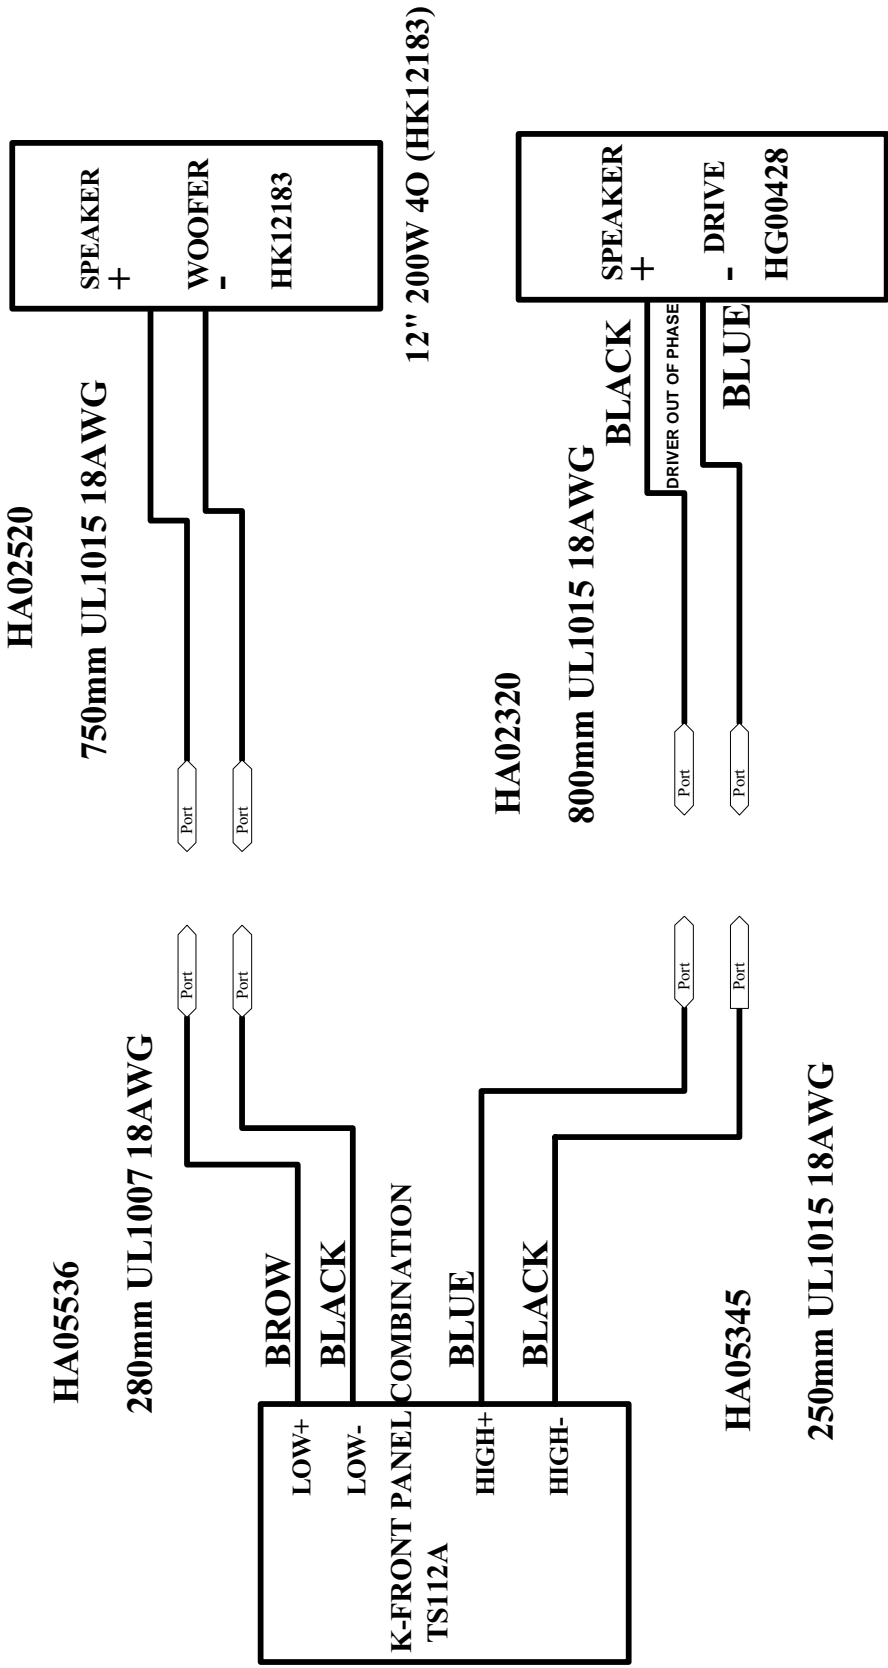 HA05536
280mm UL1007 18AWG
HA02520
750mm UL1015 18AWG
SPEAKER
+
WOOFER
-
HK12183
12" 200W 4O (HK12183)
Port
Port
Port
Port
BROW
BLACK
LOW+
LOW-
K-FRONT PANEL COMBINATION
TS112A
HIGH+
HIGH-
BLUE
BLACK
HA05345
250mm UL1015 18AWG
Port
Port
Port
Port
HA02320
800mm UL1015 18AWG
BLACK
DRIVER OUT OF PHASE
BLUE
SPEAKER
+
- DRIVE
HG00428